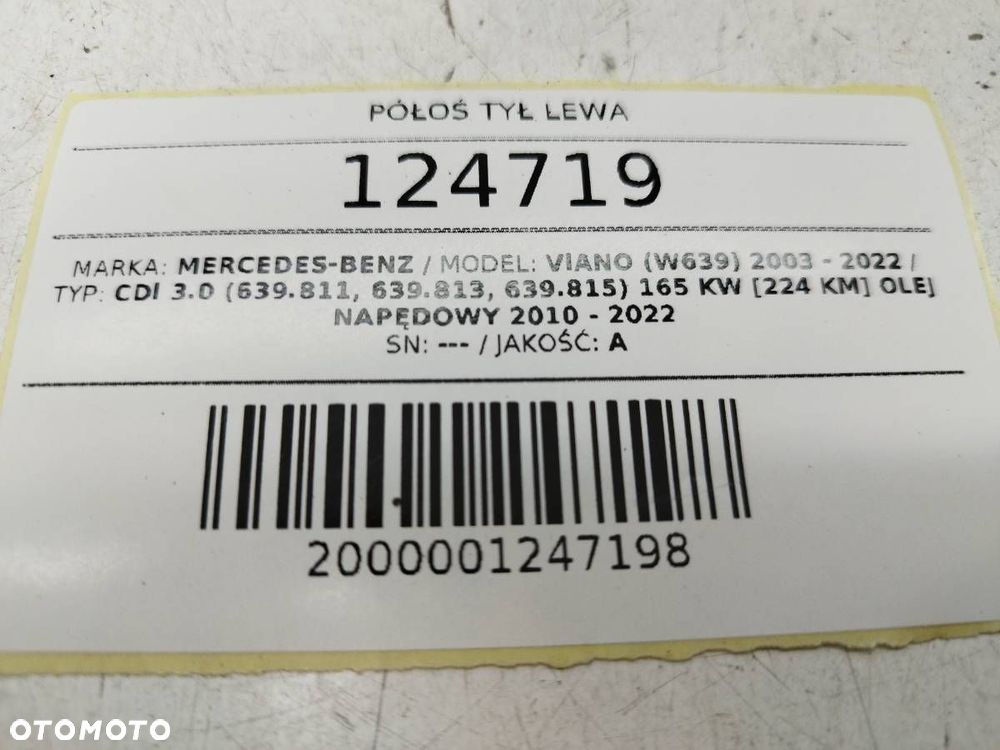 PÓŁOŚ TYŁ LEWA
124719
MARKA: MERCEDES-BENZ / MODEL: VIANO (W639) 2003 - 2022 /
TYP: CDI 3.0 (639.811, 639.813, 639.815) 165 KW [224 KM] OLEJ
NAPĘDOWY 2010 - 2022
SN: --- / JAKOŚĆ: A
2000001247198
OTOMOTO